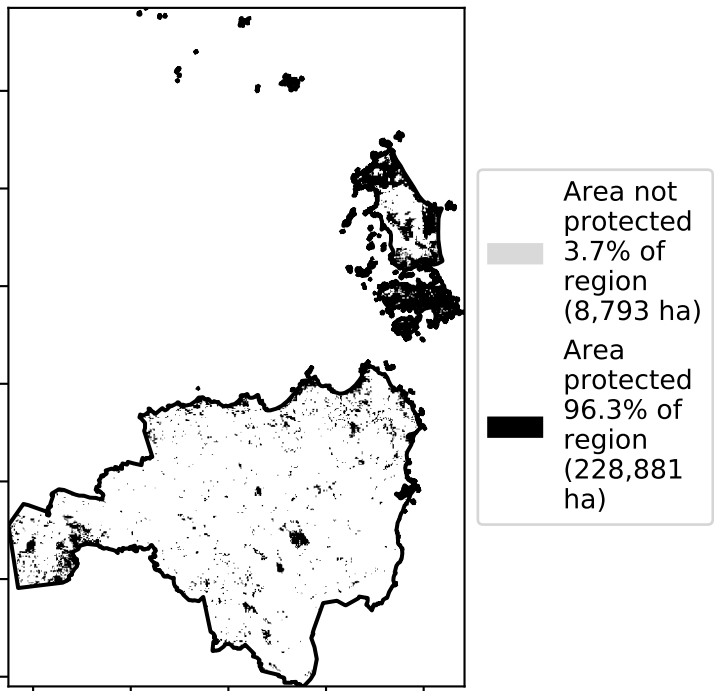 Area not
protected
3.7% of
region
(8,793 ha)
Area
protected
96.3% of
region
(228,881
ha)